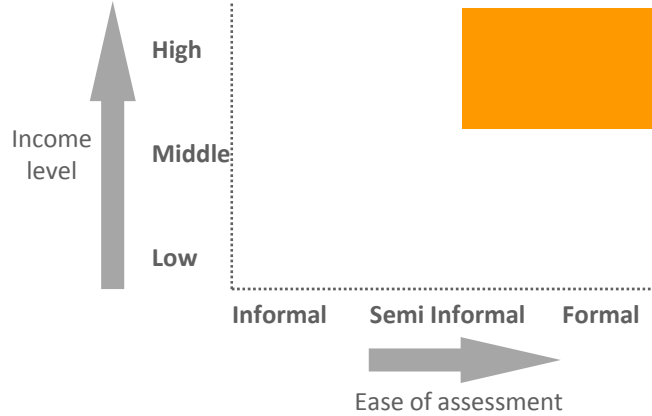 High
Income
level
Middle
Low
Informal Semi Informal Formal
Ease of assessment